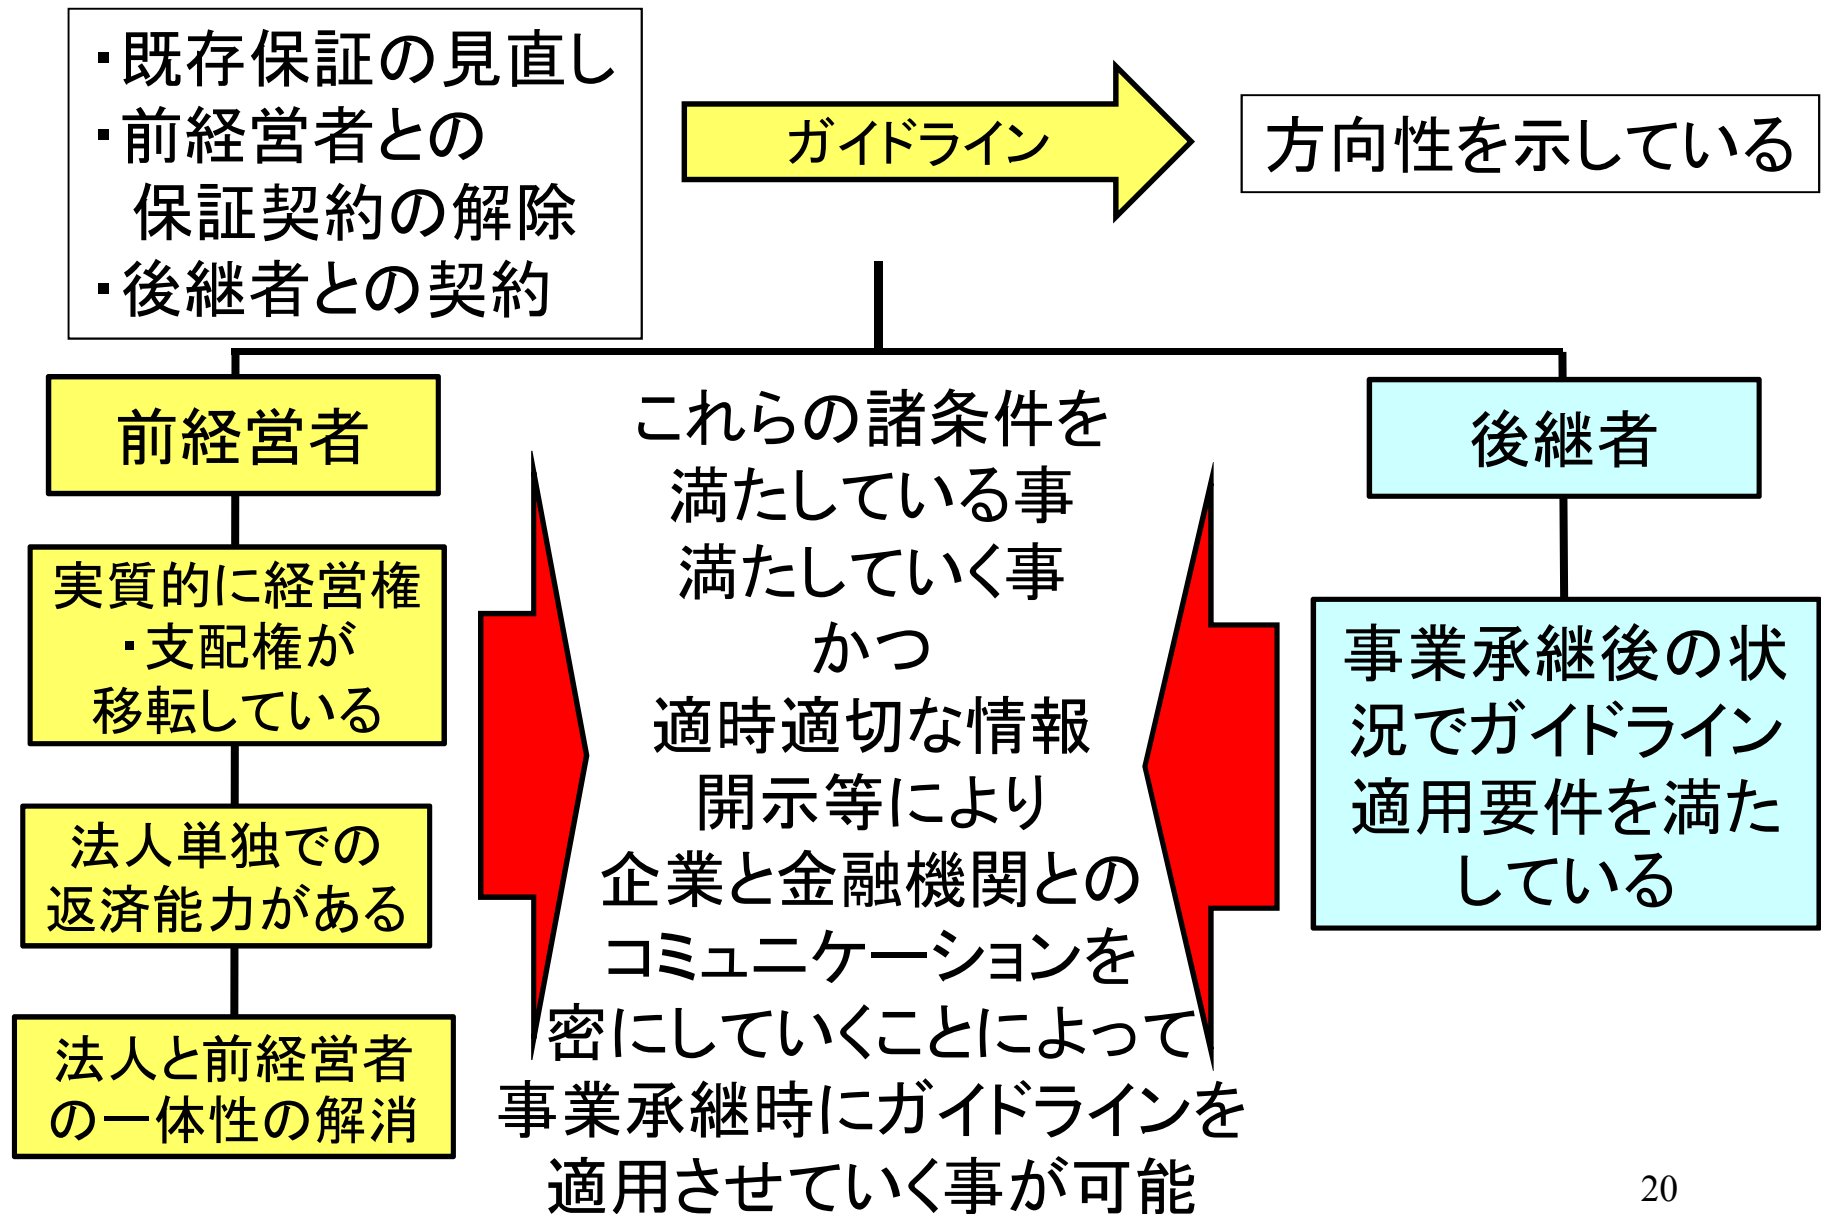 ・既存保証の見直し
・前経営者との
保証契約の解除
・後継者との契約
ガイドライン
方向性を示している
前経営者
実質的に経営権
・支配権が
移転している
法人単独での
返済能力がある
法人と前経営者
の一体性の解消
これらの諸条件を
満たしている事
満たしていく事
かつ
適時適切な情報
開示等により
企業と金融機関との
コミュニケーションを
密にしていくことによって
事業承継時にガイドラインを
適用させていく事が可能
後継者
事業承継後の状
況でガイドライン
適用要件を満た
している
20